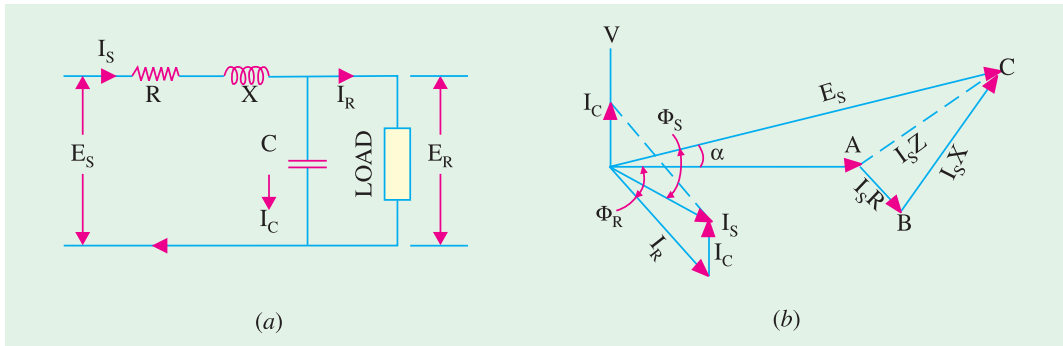 I_S
R
X
I_R
C
E_S
LOAD
E_R
I_C
(a)
V
I_C
Φ_S
E_S
C
α
A
I_SZ
I_SX
I_SR
B
Φ_R
I_R
I_S
I_C
(b)